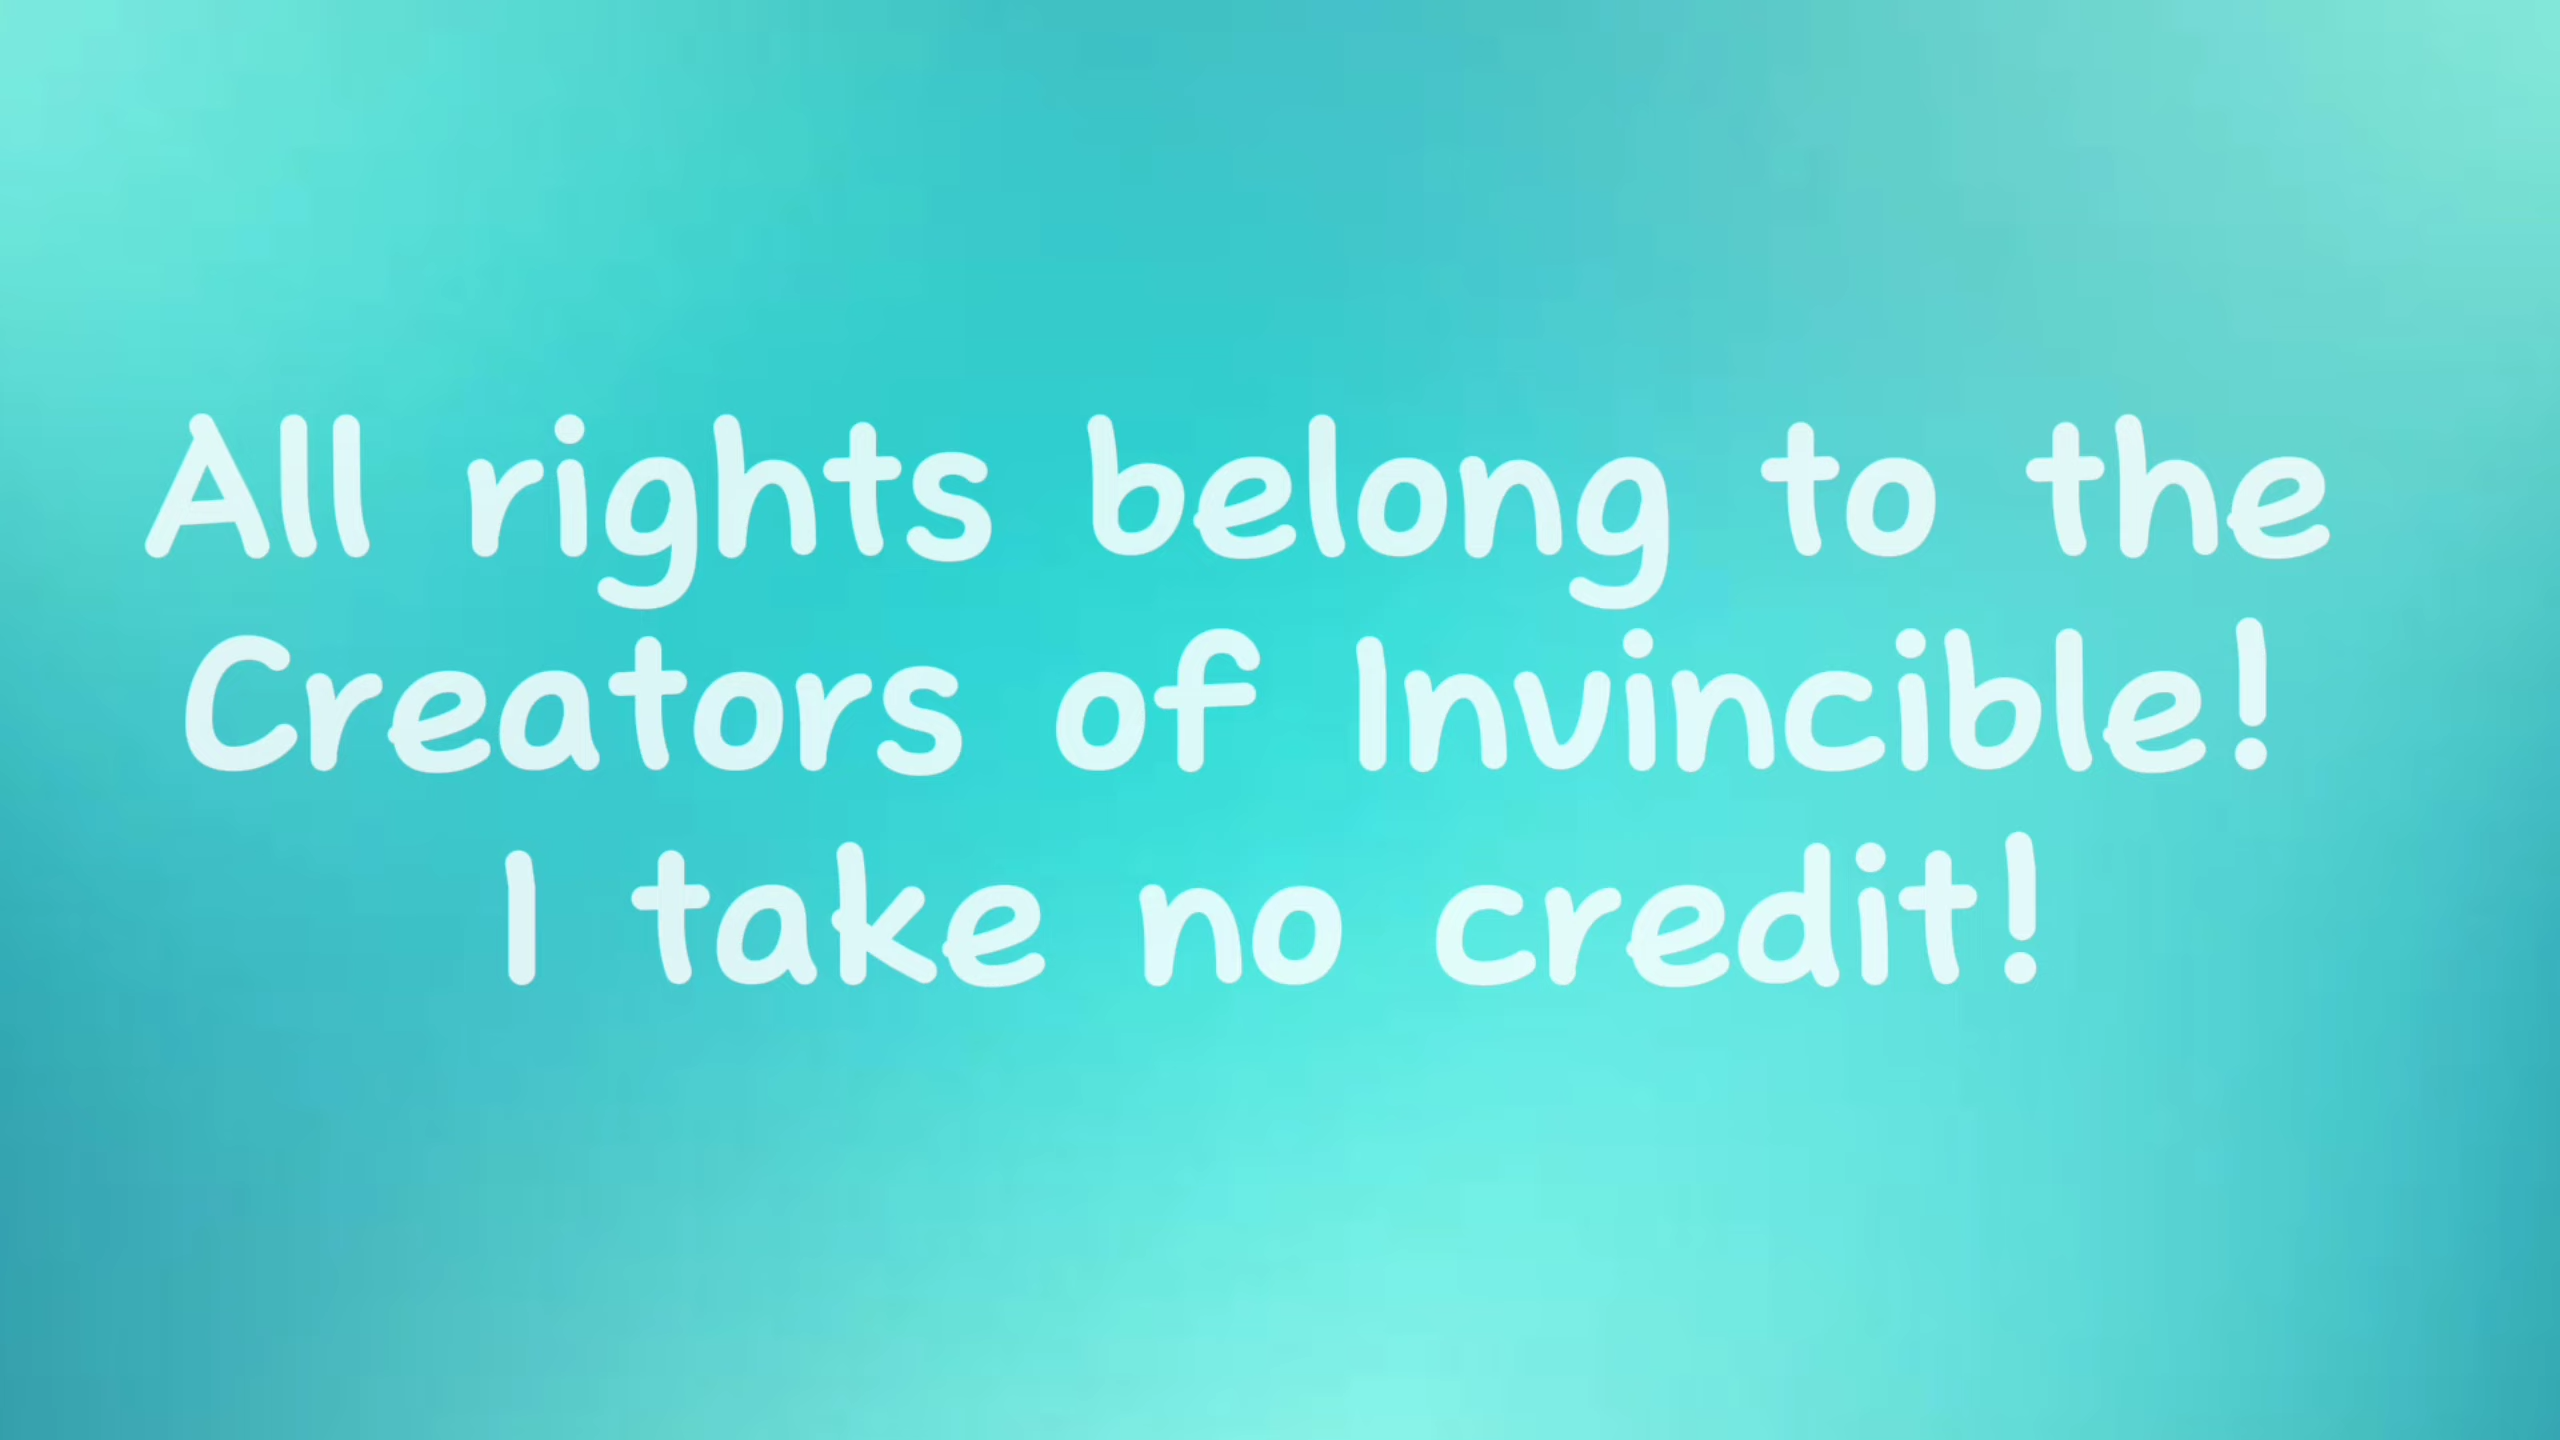 All rights belong to the
Creators of Invincible!
I take no credit!